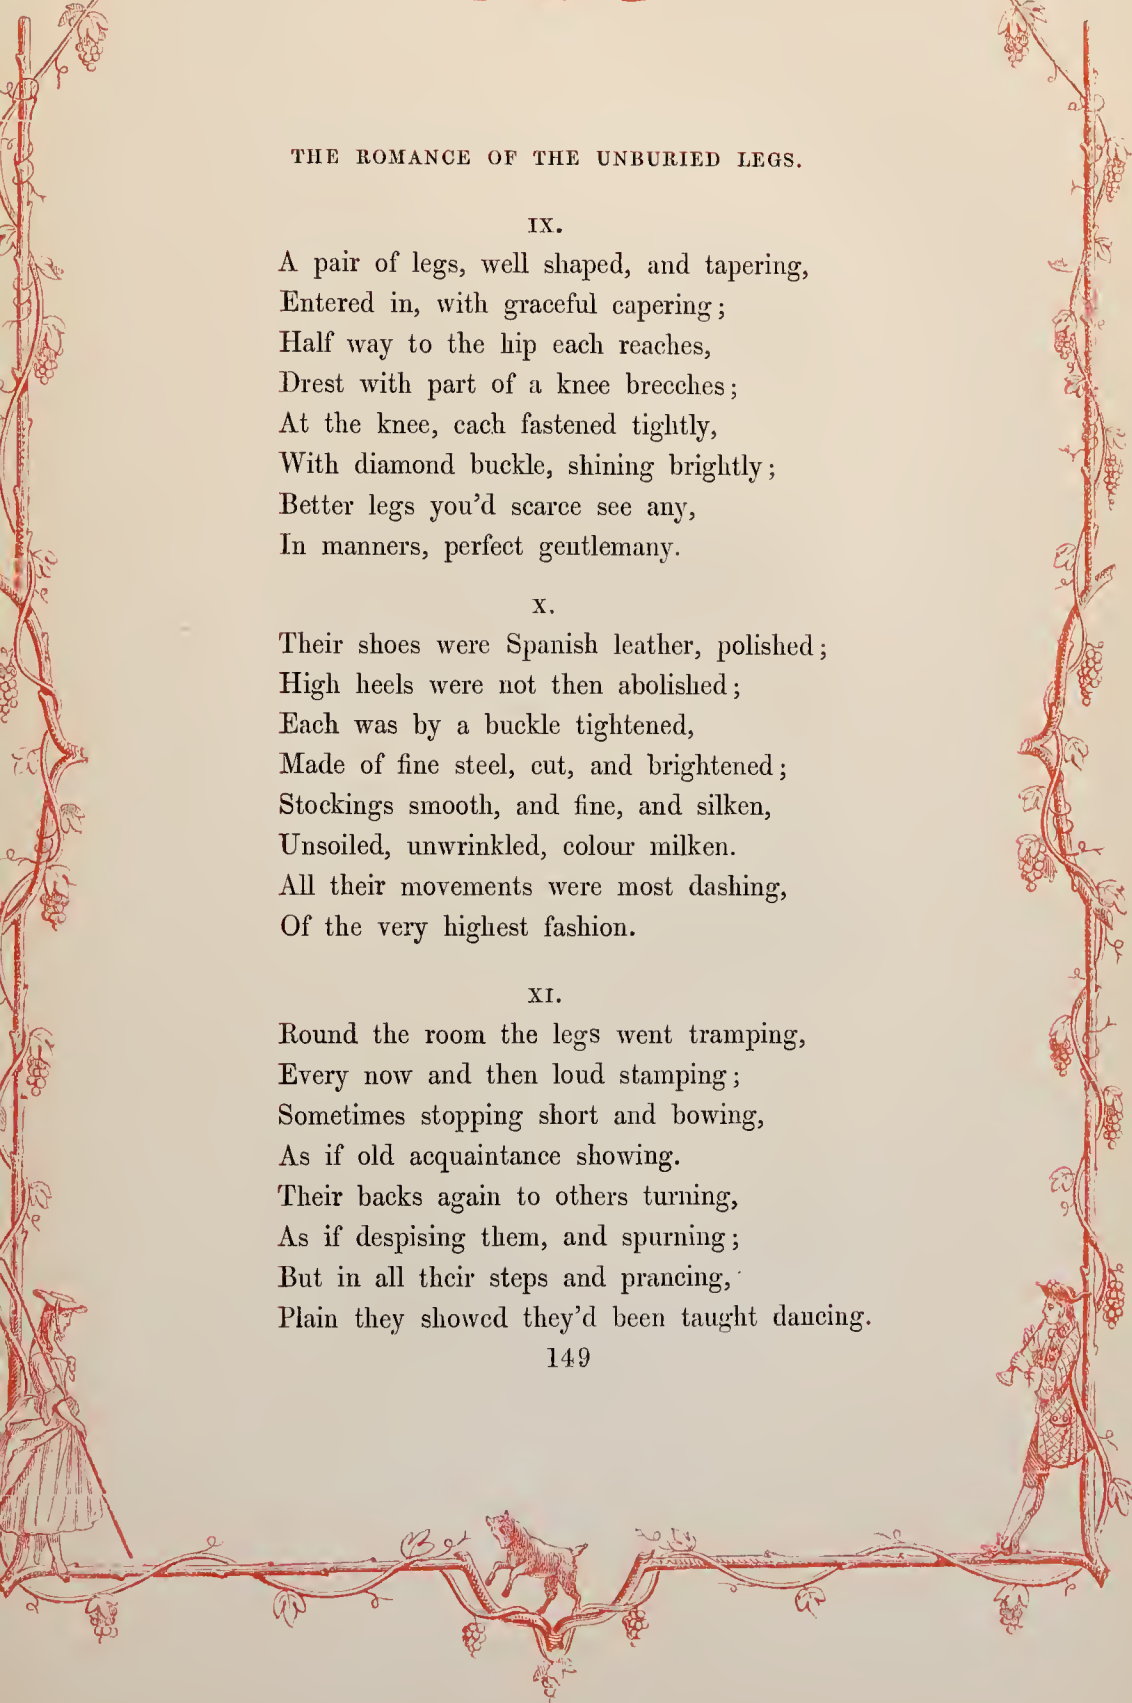 THE ROMANCE OF THE UNBURIED LEGS.
IX.
A pair of legs, well shaped, and tapering,
Entered in, with graceful capering;
Half way to the hip each reaches,
Drest with part of a knee breeches;
At the knee, each fastened tightly,
With diamond buckle, shining brightly;
Better legs you'd scarce see any,
In manners, perfect gentlemany.
X.
Their shoes were Spanish leather, polished;
High heels were not then abolished;
Each was by a buckle tightened,
Made of fine steel, cut, and brightened;
Stockings smooth, and fine, and silken,
Unsoiled, unwrinkled, colour milken.
All their movements were most dashing,
Of the very highest fashion.
XI.
Round the room the legs went tramping,
Every now and then loud stamping;
Sometimes stopping short and bowing,
As if old acquaintance showing.
Their backs again to others turning,
As if despising them, and spurning;
But in all their steps and prancing,
Plain they showed they'd been taught dancing.
149